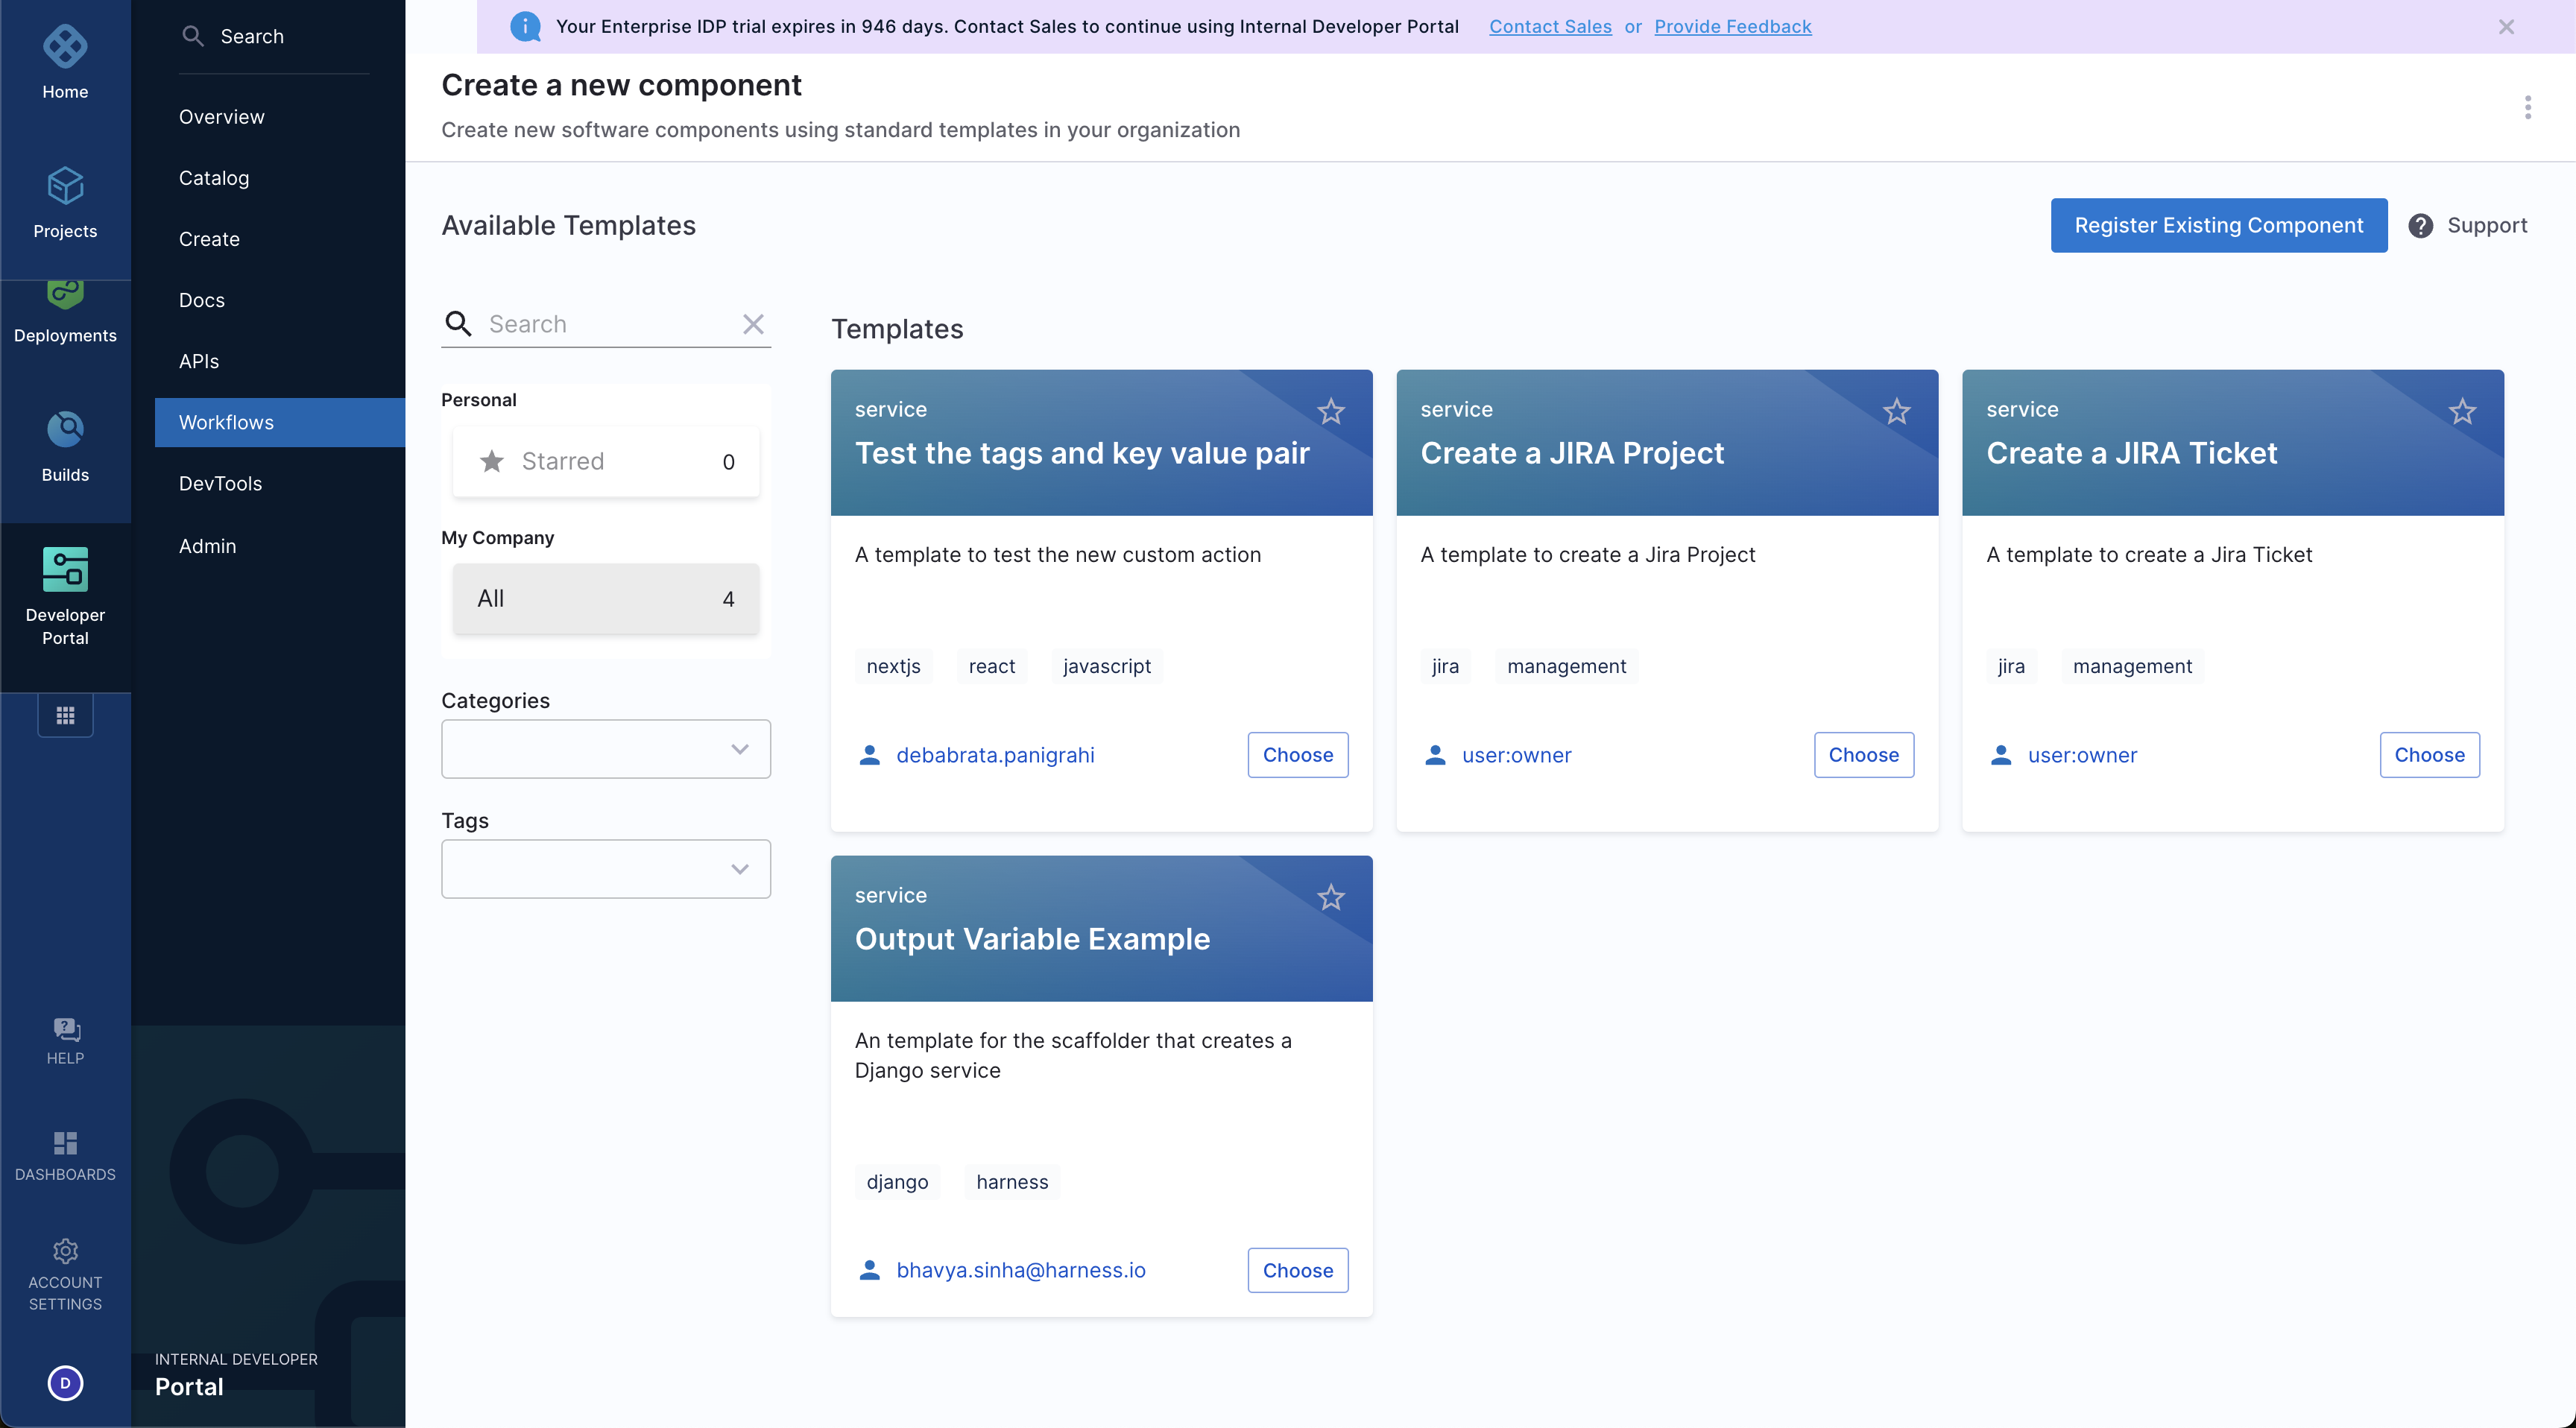 Home
Projects
Deployments
Builds
Developer
Portal
HELP
DASHBOARDS
ACCOUNT
SETTINGS
D
Search
Overview
Catalog
Create
Docs
APIs
Workflows
DevTools
Admin
INTERNAL DEVELOPER
Portal
Your Enterprise IDP trial expires in 946 days. Contact Sales to continue using Internal Developer Portal Contact Sales or Provide Feedback
Create a new component
Create new software components using standard templates in your organization
Available Templates
Register Existing Component
Support
Search
Personal
Starred 0
My Company
All 4
Categories
Tags
Templates
service
Test the tags and key value pair
A template to test the new custom action
nextjs react javascript
debabrata.panigrahi Choose
service
Create a JIRA Project
A template to create a Jira Project
jira management
user:owner Choose
service
Create a JIRA Ticket
A template to create a Jira Ticket
jira management
user:owner Choose
service
Output Variable Example
An template for the scaffolder that creates a
Django service
django harness
bhavya.sinha@harness.io Choose